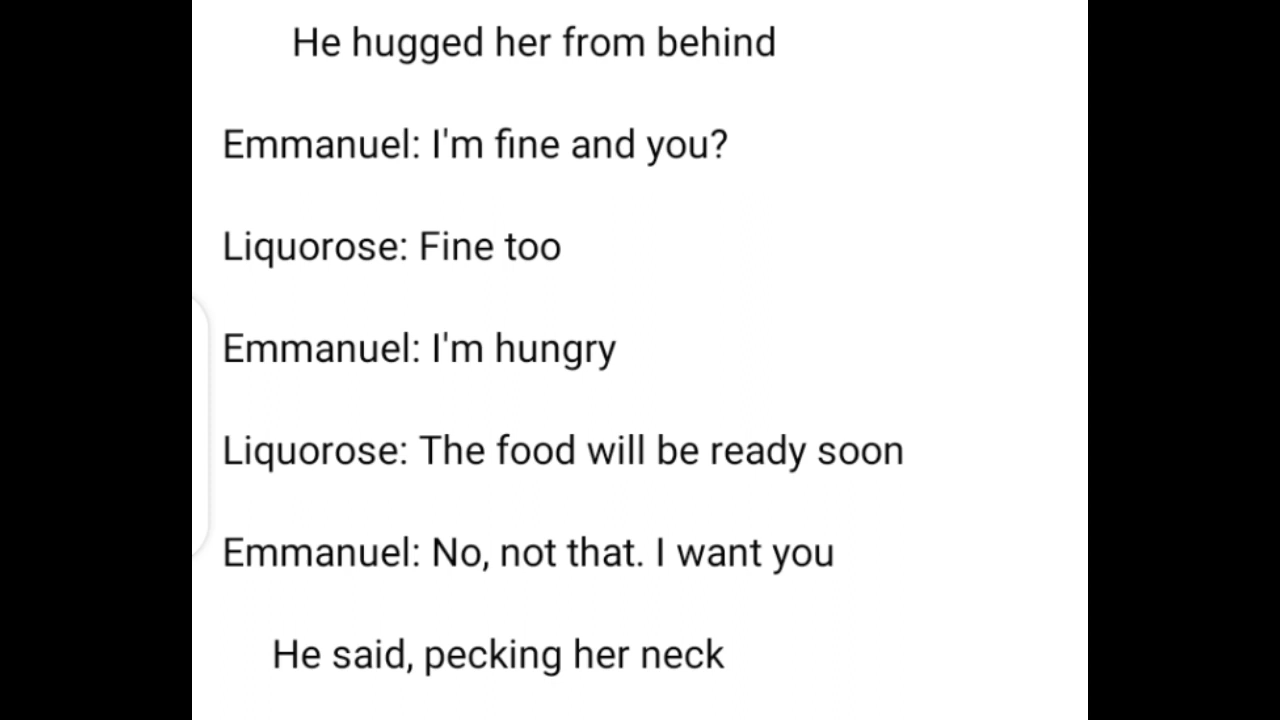 He hugged her from behind
Emmanuel: I'm fine and you?
Liquorose: Fine too
Emmanuel: I'm hungry
Liquorose: The food will be ready soon
Emmanuel: No, not that. I want you
He said, pecking her neck